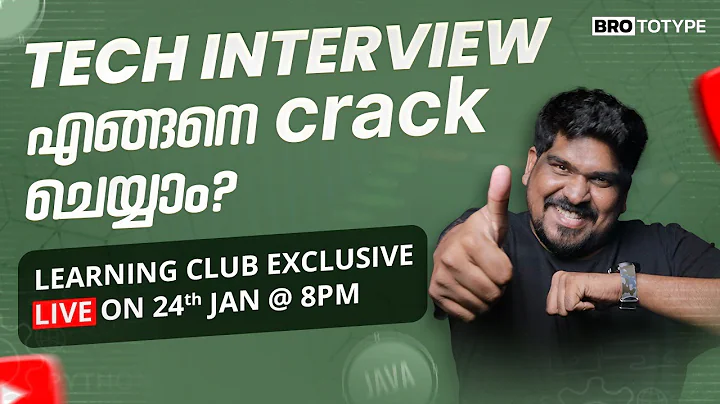 BROTOTYPE
TECH INTERVIEW
എങ്ങനെ crack
ചെയ്യാം?
LEARNING CLUB EXCLUSIVE
LIVE ON 24th JAN @ 8PM
JAVA